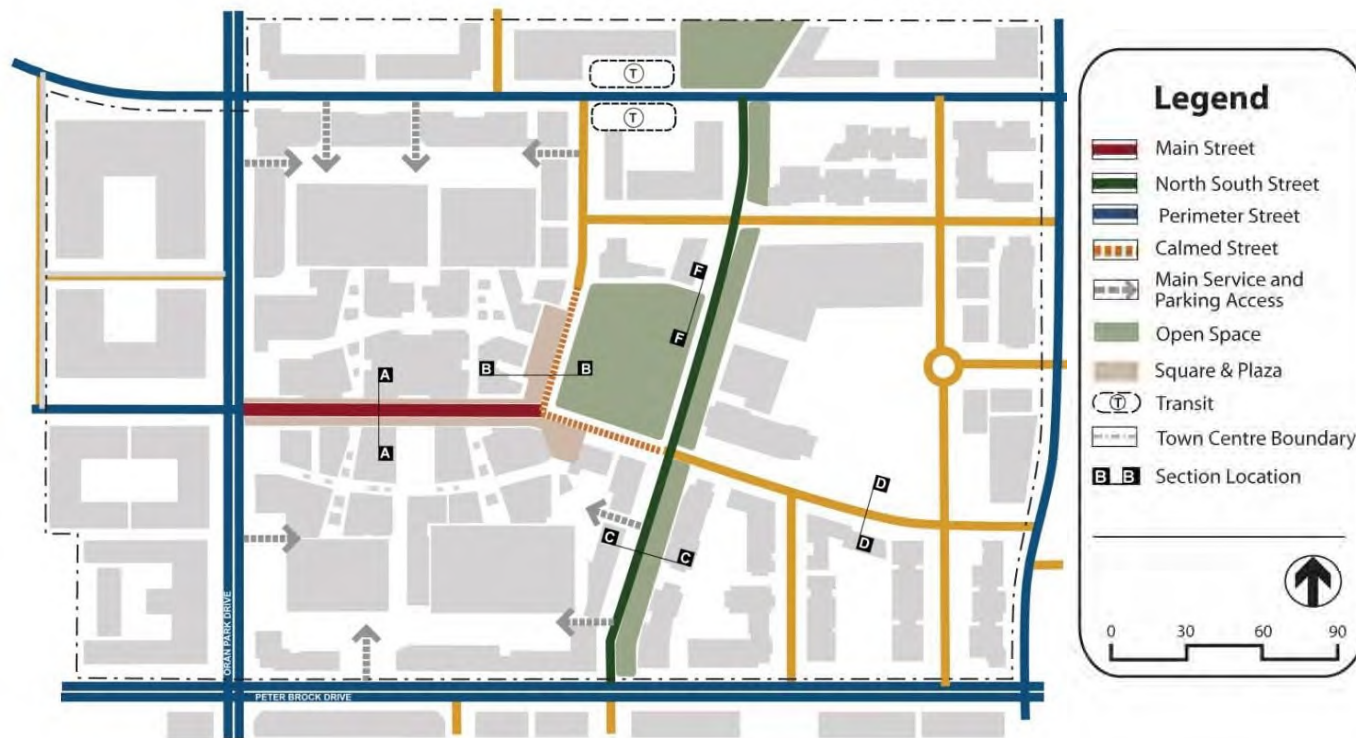 T
T
F
F
B
B
A
A
C
C
D
D
ORAN PARK DRIVE
PETER BROCK DRIVE
Legend
Main Street
North South Street
Perimeter Street
Calmed Street
Main Service and
Parking Access
Open Space
Square & Plaza
T Transit
Town Centre Boundary
B B Section Location
0 30 60 90